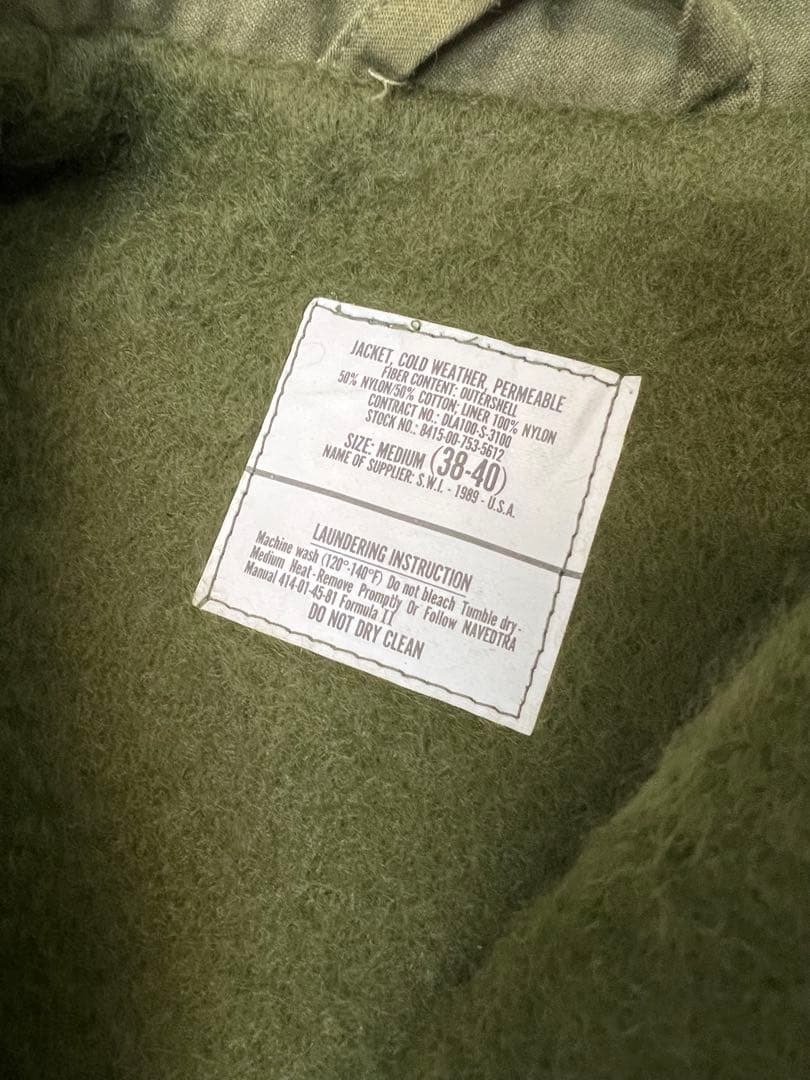 JACKET, COLD WEATHER, PERMEABLE
FIBER CONTENT: OUTERSHELL
50% NYLON/50% COTTON; LINER 100% NYLON
CONTRACT NO.: DLA100-S-3100
STOCK NO.: 8415-00-753-5612
SIZE: MEDIUM (38-40)
NAME OF SUPPLIER: S.W.I. - 1989 - U.S.A.
LAUNDERING INSTRUCTION
Machine wash (120°-140°F) Do not bleach Tumble dry-
Medium Heat-Remove Promptly Or Follow NAVEDTRA
Manual 414-01-45-81 Formula II
DO NOT DRY CLEAN